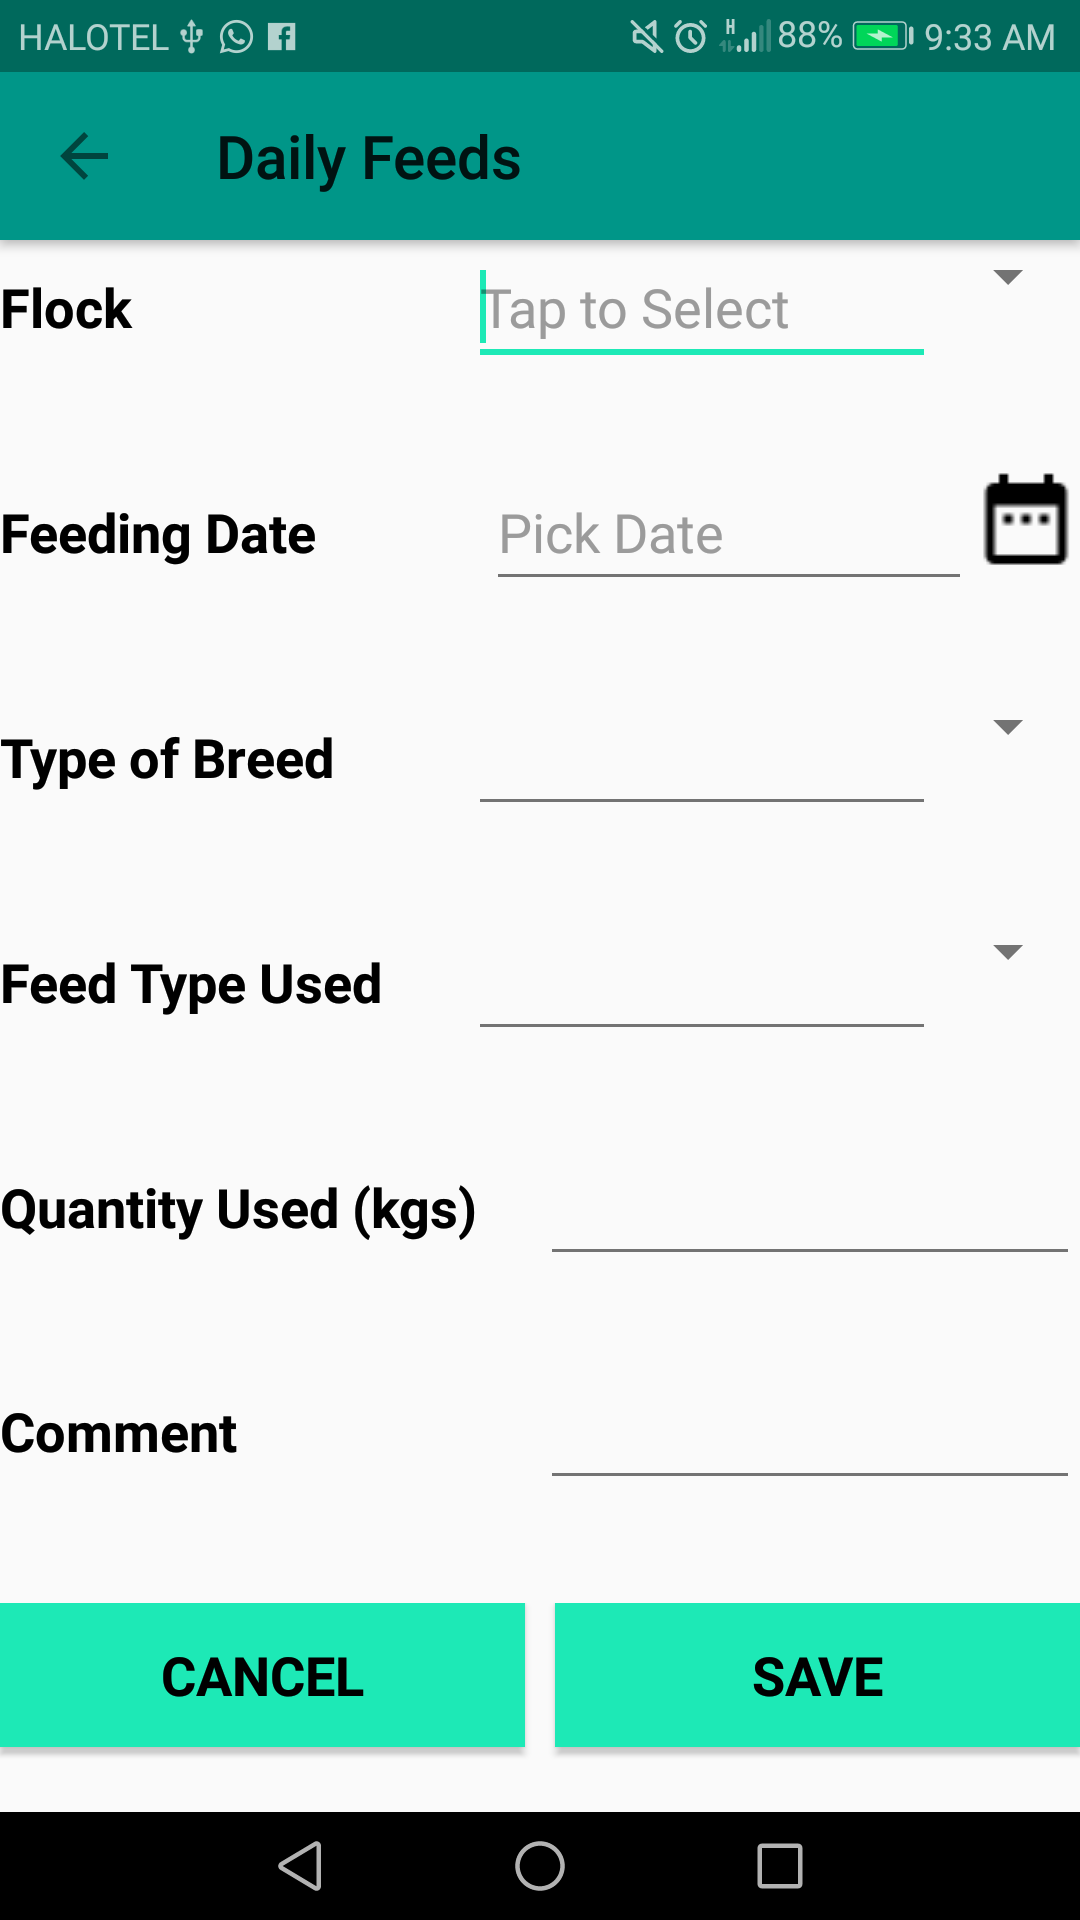 HALOTEL 88% 9:33 AM
Daily Feeds
Flock Tap to Select
Feeding Date Pick Date
Type of Breed
Feed Type Used
Quantity Used (kgs)
Comment
CANCEL SAVE